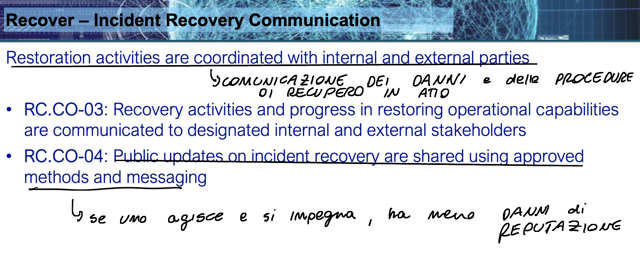 Recover – Incident Recovery Communication
Restoration activities are coordinated with internal and external parties
↳ COMUNICAZIONE DEI DANNI e delle PROCEDURE
DI RECUPERO IN ATTO
• RC.CO-03: Recovery activities and progress in restoring operational capabilities
are communicated to designated internal and external stakeholders
• RC.CO-04: Public updates on incident recovery are shared using approved
methods and messaging
↳ se uno agisce e si impegna, ha meno DANNI di
REPUTAZIONE